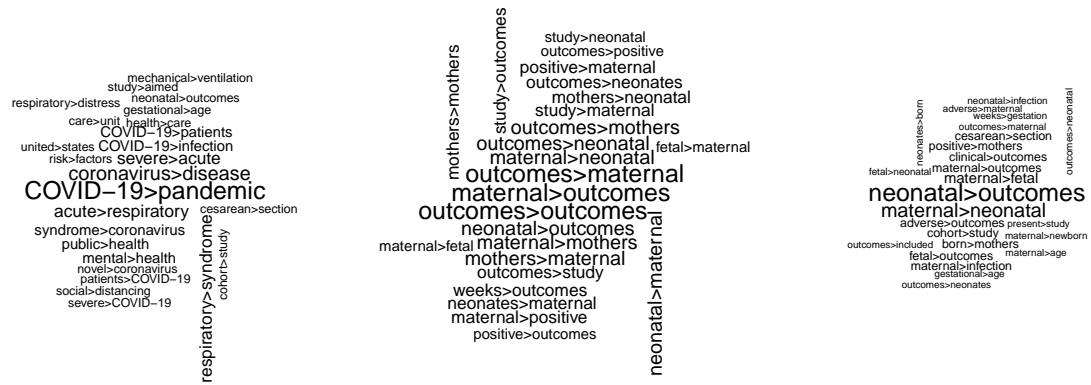 mechanical>ventilation
study>aimed
respiratory>distress neonatal>outcomes
gestational>age
care>unit health>care
COVID−19>patients
united>states COVID−19>infection
risk>factors severe>acute
coronavirus>disease
COVID−19>pandemic
acute>respiratory cesarean>section
syndrome>coronavirus
public>health
mental>health
novel>coronavirus
patients>COVID−19
social>distancing
severe>COVID−19
respiratory>syndrome
cohort>study
study>neonatal
outcomes>positive
positive>maternal
outcomes>neonates
mothers>neonatal
study>maternal
outcomes>mothers
outcomes>neonatal fetal>maternal
maternal>neonatal
outcomes>maternal
maternal>outcomes
outcomes>outcomes
neonatal>outcomes
maternal>fetal maternal>mothers
mothers>maternal
outcomes>study
weeks>outcomes
neonates>maternal
maternal>positive
positive>outcomes
mothers>mothers
study>outcomes
neonatal>maternal
neonatal>infection
adverse>maternal
weeks>gestation
outcomes>maternal
cesarean>section
positive>mothers
clinical>outcomes
fetal>neonatal maternal>outcomes
maternal>fetal
neonatal>outcomes
maternal>neonatal
adverse>outcomes present>study
cohort>study maternal>newborn
outcomes>included born>mothers
fetal>outcomes maternal>age
maternal>infection
gestational>age
outcomes>neonates
neonates>born
outcomes>neonatal